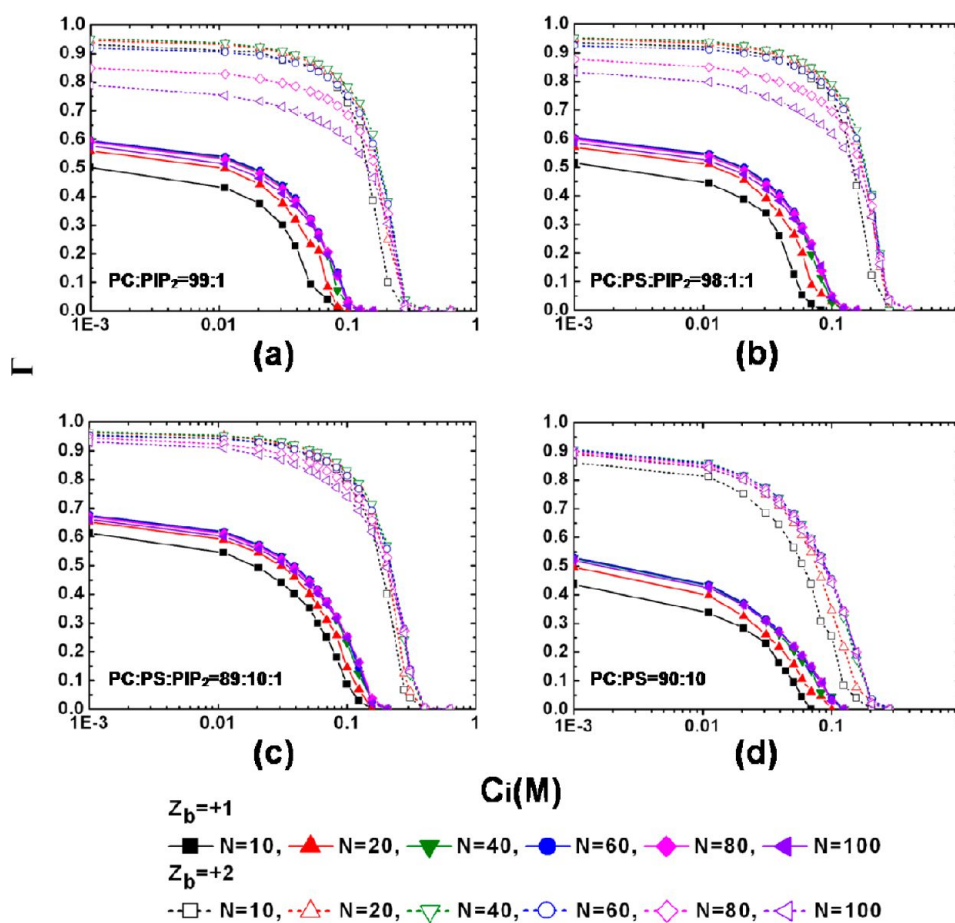 1.0
0.9
0.8
0.7
0.6
0.5
0.4
0.3
0.2
0.1
0.0
PC:PIP₂=99:1
1E-3 0.01 0.1 1
(a)
1.0
0.9
0.8
0.7
0.6
0.5
0.4
0.3
0.2
0.1
0.0
PC:PS:PIP₂=98:1:1
1E-3 0.01 0.1
(b)
Γ
1.0
0.9
0.8
0.7
0.6
0.5
0.4
0.3
0.2
0.1
0.0
PC:PS:PIP₂=89:10:1
1E-3 0.01 0.1 1
(c)
1.0
0.9
0.8
0.7
0.6
0.5
0.4
0.3
0.2
0.1
0.0
PC:PS=90:10
1E-3 0.01 0.1
(d)
Ci(M)
Z_b=+1
N=10, N=20, N=40, N=60, N=80, N=100
Z_b=+2
N=10, N=20, N=40, N=60, N=80, N=100